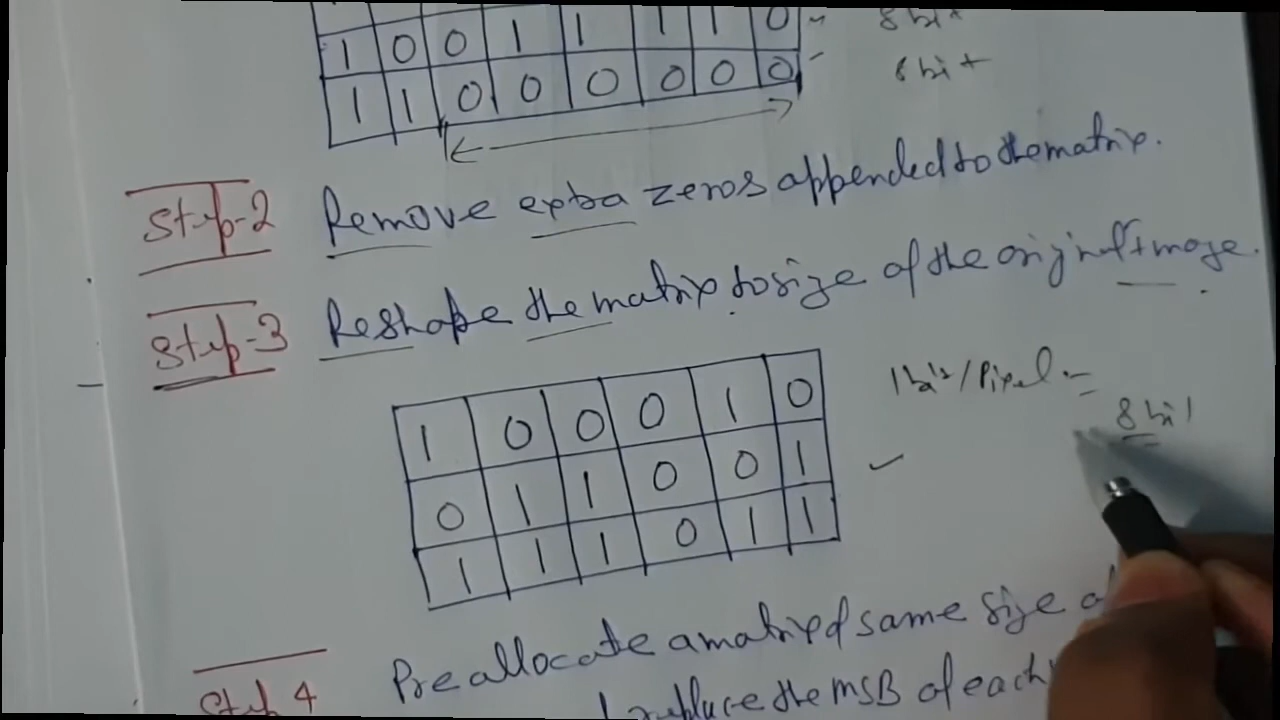 1 0 0 1 1 1 1 0 8 bit
1 1 0 0 0 0 0 0 8 bit
Step-2 Remove extra zeros appended to the matrix.
Step-3 Reshape the matrix to size of the original Image.
1 0 0 0 1 0 1 bit/Pixel
8 bit
0 1 1 0 0 1
1 1 1 0 1 1
Step 4 Preallocate a matrix of same size
replace the MSB of each